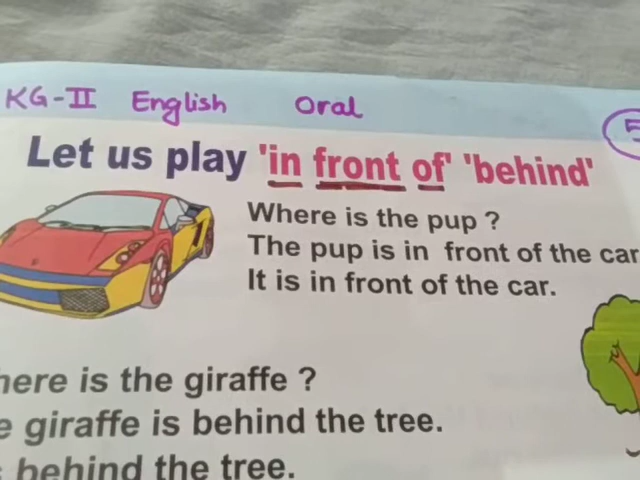 KG-II English Oral 5
Let us play 'in front of' 'behind'
Where is the pup ?
The pup is in front of the car
It is in front of the car.
here is the giraffe ?
e giraffe is behind the tree.
s behind the tree.